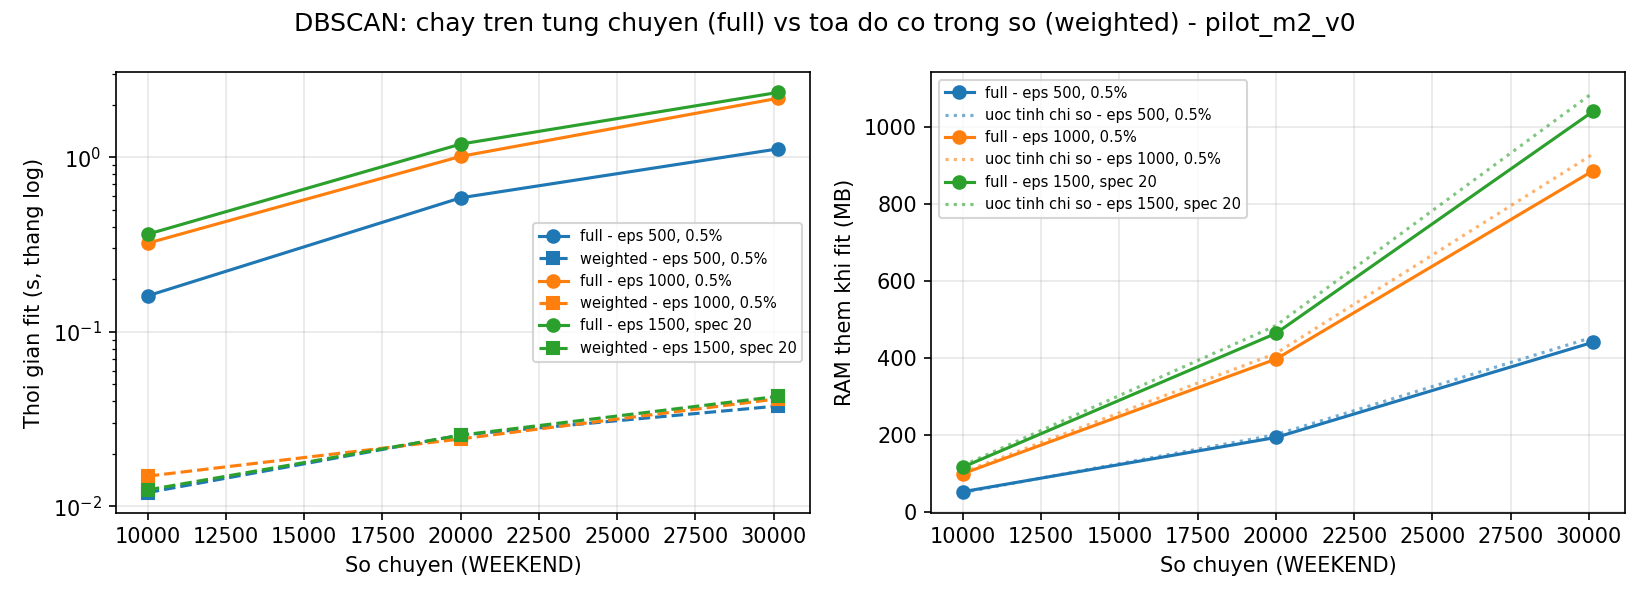 DBSCAN: chay tren tung chuyen (full) vs toa do co trong so (weighted) - pilot_m2_v0
Thoi gian fit (s, thang log)
10⁰
10⁻¹
10⁻²
full - eps 500, 0.5%
weighted - eps 500, 0.5%
full - eps 1000, 0.5%
weighted - eps 1000, 0.5%
full - eps 1500, spec 20
weighted - eps 1500, spec 20
10000 12500 15000 17500 20000 22500 25000 27500 30000
So chuyen (WEEKEND)
RAM them khi fit (MB)
1000
800
600
400
200
0
full - eps 500, 0.5%
uoc tinh chi so - eps 500, 0.5%
full - eps 1000, 0.5%
uoc tinh chi so - eps 1000, 0.5%
full - eps 1500, spec 20
uoc tinh chi so - eps 1500, spec 20
10000 12500 15000 17500 20000 22500 25000 27500 30000
So chuyen (WEEKEND)